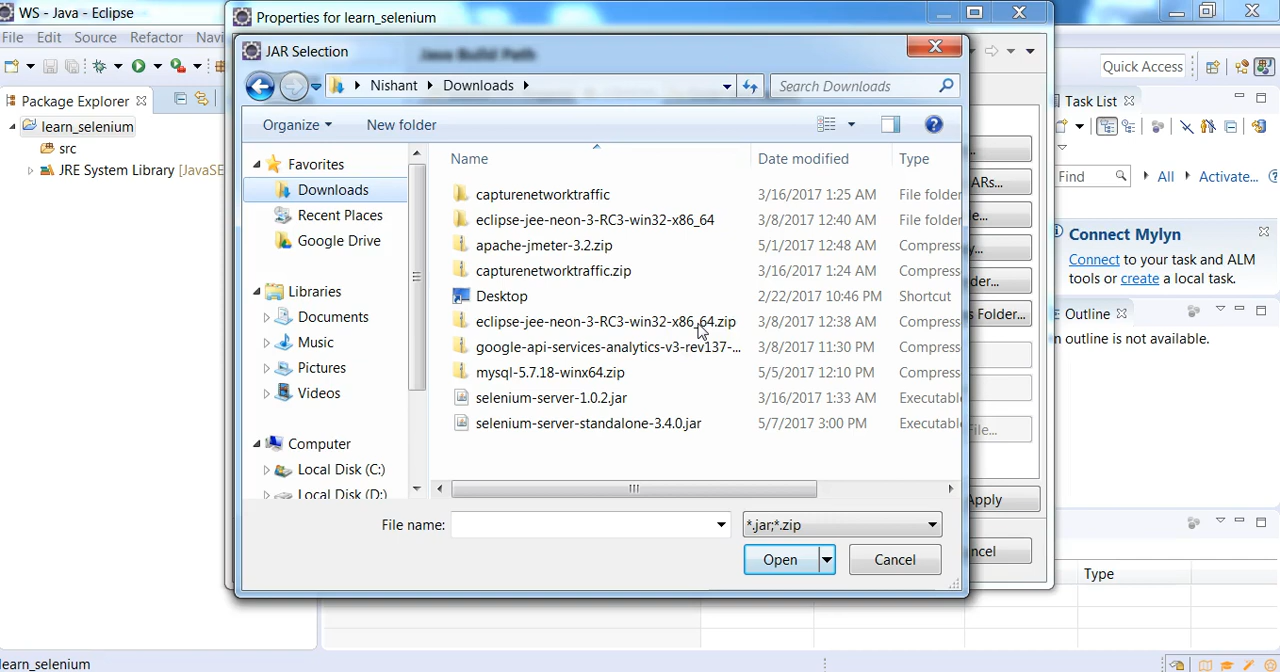 WS - Java - Eclipse
Properties for learn_selenium
File Edit Source Refactor Navi
JAR Selection
Java Build Path
Nishant Downloads
Search Downloads
Quick Access
Package Explorer
Task List
Organize
New folder
learn_selenium
src
JRE System Library [JavaSE
Favorites
Downloads
Recent Places
Google Drive
Libraries
Documents
Music
Pictures
Videos
Computer
Local Disk (C:)
Local Disk (D:)
Name Date modified Type
capturenetworktraffic 3/16/2017 1:25 AM File folder
eclipse-jee-neon-3-RC3-win32-x86_64 3/8/2017 12:40 AM File folder
apache-jmeter-3.2.zip 5/1/2017 12:48 AM Compress
capturenetworktraffic.zip 3/16/2017 1:24 AM Compress
Desktop 2/22/2017 10:46 PM Shortcut
eclipse-jee-neon-3-RC3-win32-x86_64.zip 3/8/2017 12:38 AM Compress
google-api-services-analytics-v3-rev137-... 3/8/2017 11:30 PM Compress
mysql-5.7.18-winx64.zip 5/5/2017 12:10 PM Compress
selenium-server-1.0.2.jar 3/16/2017 1:33 AM Executabl
selenium-server-standalone-3.4.0.jar 5/7/2017 3:00 PM Executabl
File name:
*.jar;*.zip
Open
Cancel
...
ARs...
e...
y...
der...
s Folder...
File...
Apply
ncel
Find All Activate...
Connect Mylyn
Connect to your task and ALM
tools or create a local task.
Outline
n outline is not available.
Type
learn_selenium